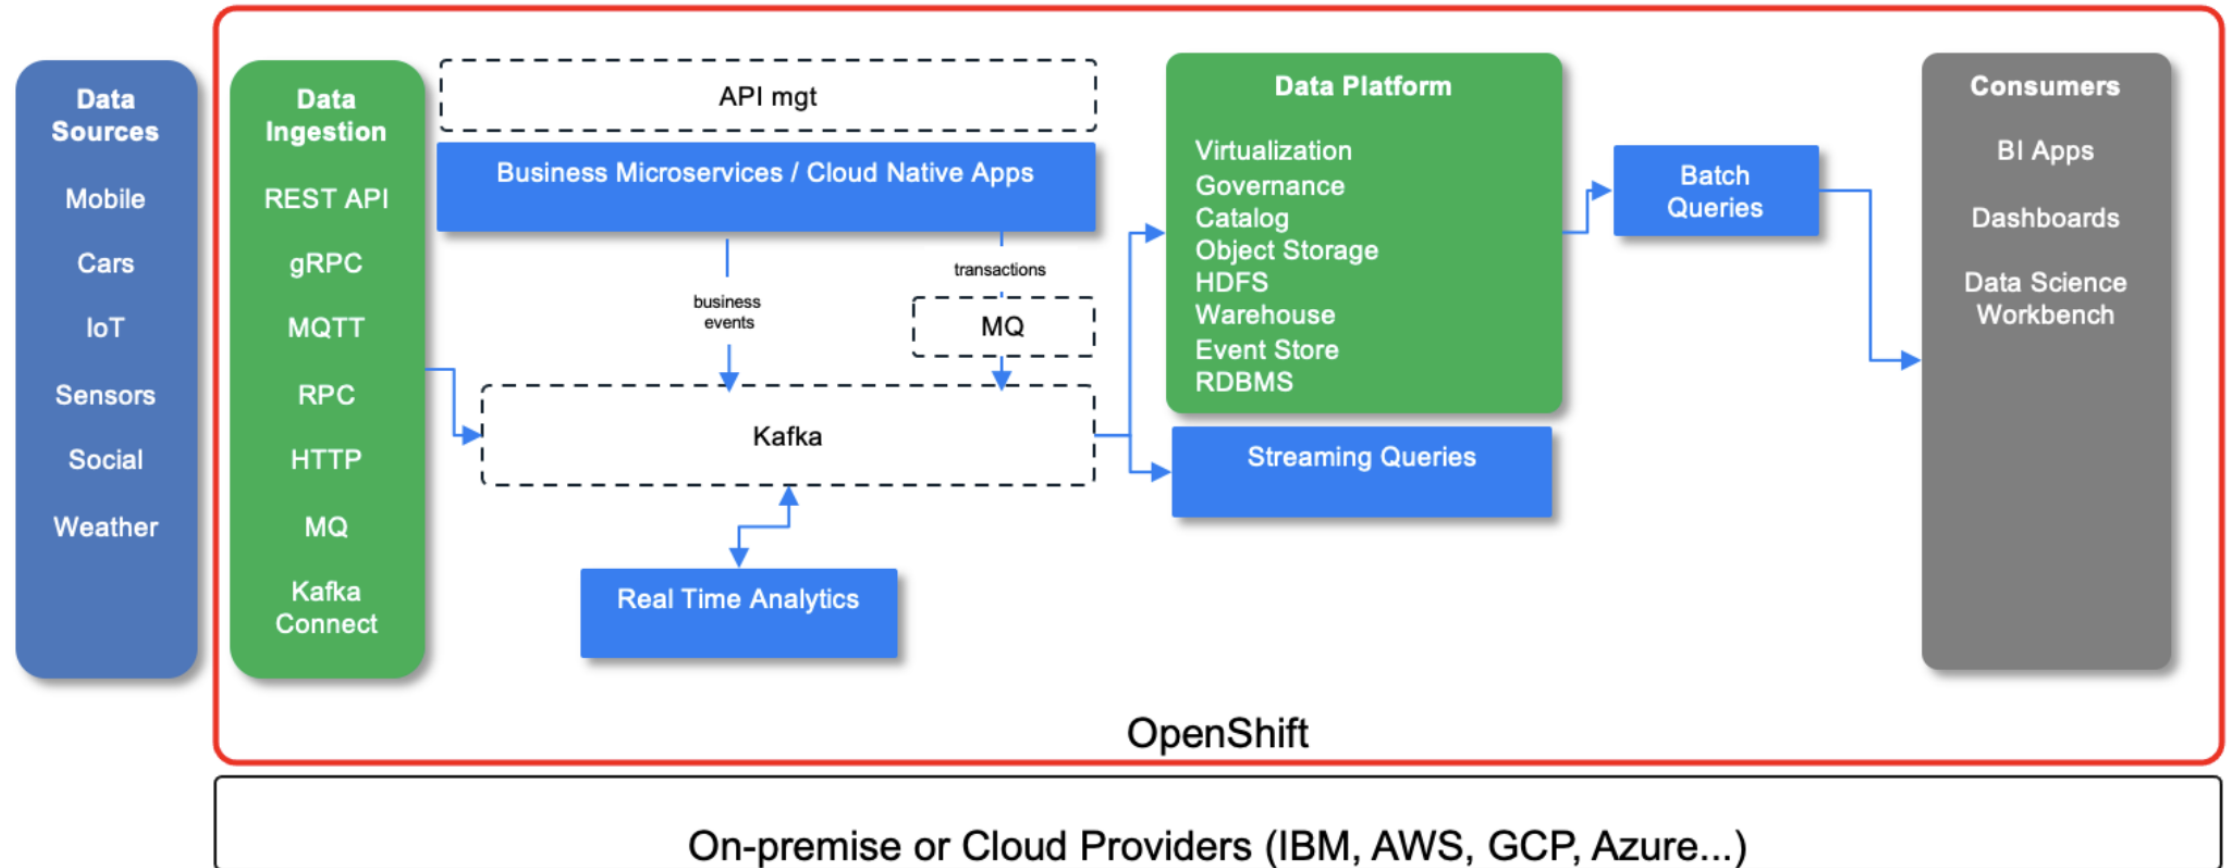 Data
Sources
Mobile
Cars
IoT
Sensors
Social
Weather
Data
Ingestion
REST API
gRPC
MQTT
RPC
HTTP
MQ
Kafka
Connect
API mgt
Business Microservices / Cloud Native Apps
business
events
transactions
MQ
Kafka
Real Time Analytics
Data Platform
Virtualization
Governance
Catalog
Object Storage
HDFS
Warehouse
Event Store
RDBMS
Streaming Queries
Batch
Queries
Consumers
BI Apps
Dashboards
Data Science
Workbench
OpenShift
On-premise or Cloud Providers (IBM, AWS, GCP, Azure...)